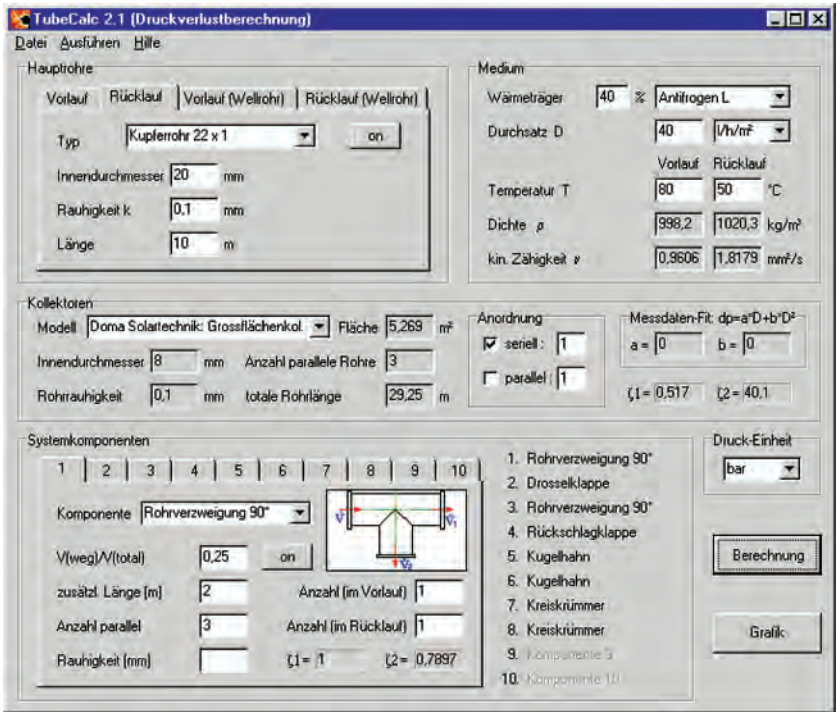 TubeCalc 2.1 (Druckverlustberechnung)
Datei Ausführen Hilfe
Hauptrohre
Vorlauf Rücklauf Vorlauf (Wellrohr) Rücklauf (Wellrohr)
Typ Kupferrohr 22 x 1 on
Innendurchmesser 20 mm
Rauhigkeit k 0,1 mm
Länge 10 m
Medium
Wärmeträger 40 % Antifrogen L
Durchsatz D 40 l/h/m²
Vorlauf Rücklauf
Temperatur T 80 50 °C
Dichte ρ 998,2 1020,3 kg/m³
kin. Zähigkeit ν 0,9606 1,8179 mm²/s
Kollektoren
Modell Doma Solartechnik: Grossflächenkol. Fläche 5,269 m²
Innendurchmesser 8 mm Anzahl parallele Rohre 3
Rohrrauhigkeit 0,1 mm totale Rohrlänge 29,25 m
Anordnung
seriell : 1
parallel : 1
Messdaten-Fit: dp=a*D+b*D²
a = 0 b = 0
ζ1 = 0,517 ζ2 = 40,1
Systemkomponenten
1 2 3 4 5 6 7 8 9 10
Komponente Rohrverzweigung 90°
V(weg)/V(total) 0,25 on
zusätzl. Länge [m] 2 Anzahl (im Vorlauf) 1
Anzahl parallel 3 Anzahl (im Rücklauf) 1
Rauhigkeit [mm] ζ1 = 1 ζ2 = 0,7897
V̇ V̇₁
V̇₂
1. Rohrverzweigung 90°
2. Drosselklappe
3. Rohrverzweigung 90°
4. Rückschlagklappe
5. Kugelhahn
6. Kugelhahn
7. Kreiskrümmer
8. Kreiskrümmer
9. Komponente 9
10. Komponente 10
Druck-Einheit
bar
Berechnung
Grafik